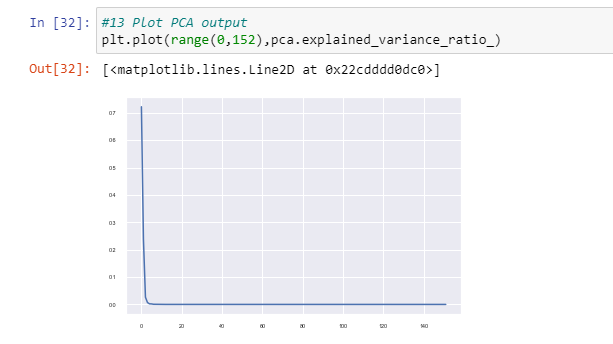 In [32]: #13 Plot PCA output
plt.plot(range(0,152),pca.explained_variance_ratio_)
Out[32]: [<matplotlib.lines.Line2D at 0x22cdddd0dc0>]
0.7
0.6
0.5
0.4
0.3
0.2
0.1
0.0
0 20 40 60 80 100 120 140